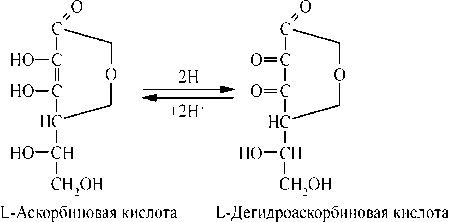 O O
C C
HO–C O=C
O O
HO–C O=C
2H
+2H⁺
HC HC
HO–CH HO–CH
CH₂OH CH₂OH
L-Аскорбиновая кислота L-Дегидроаскорбиновая кислота